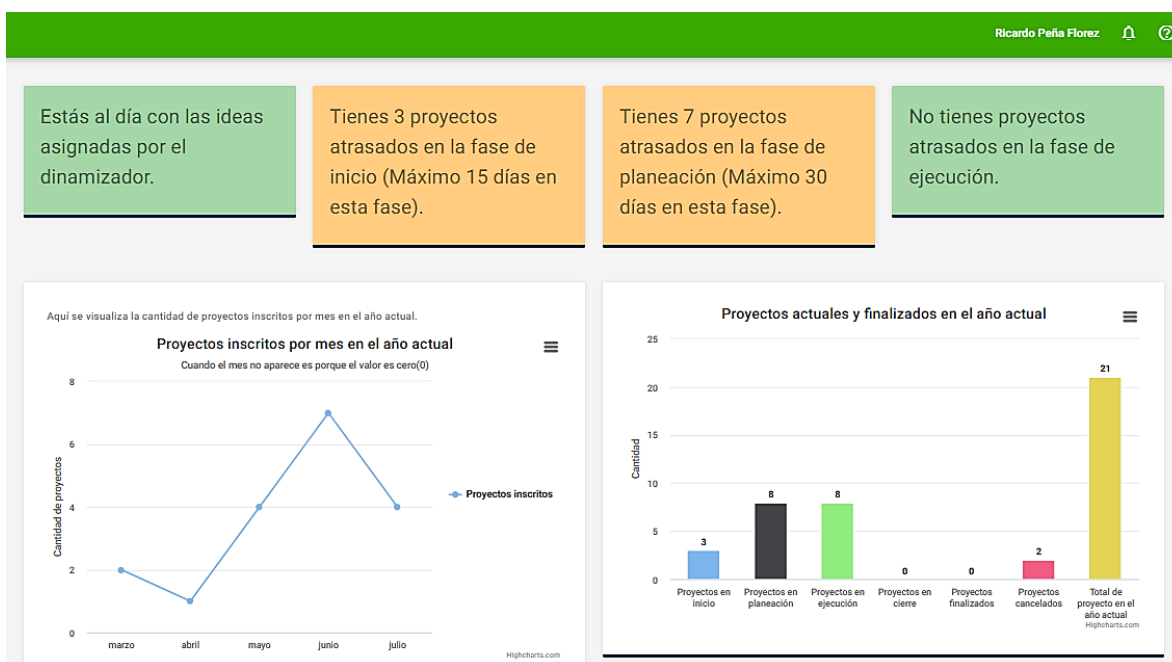 Ricardo Peña Florez
Estás al día con las ideas
asignadas por el
dinamizador.
Tienes 3 proyectos
atrasados en la fase de
inicio (Máximo 15 días en
esta fase).
Tienes 7 proyectos
atrasados en la fase de
planeación (Máximo 30
días en esta fase).
No tienes proyectos
atrasados en la fase de
ejecución.
Aquí se visualiza la cantidad de proyectos inscritos por mes en el año actual.
Proyectos inscritos por mes en el año actual
Cuando el mes no aparece es porque el valor es cero(0)
Cantidad de proyectos
8
6
4
2
0
marzo
abril
mayo
junio
julio
Proyectos inscritos
Highcharts.com
Proyectos actuales y finalizados en el año actual
Cantidad
25
20
15
10
5
0
3
8
8
0
0
2
21
Proyectos en
inicio
Proyectos en
planeación
Proyectos en
ejecución
Proyectos en
cierre
Proyectos
finalizados
Proyectos
cancelados
Total de
proyecto en el
año actual
Highcharts.com